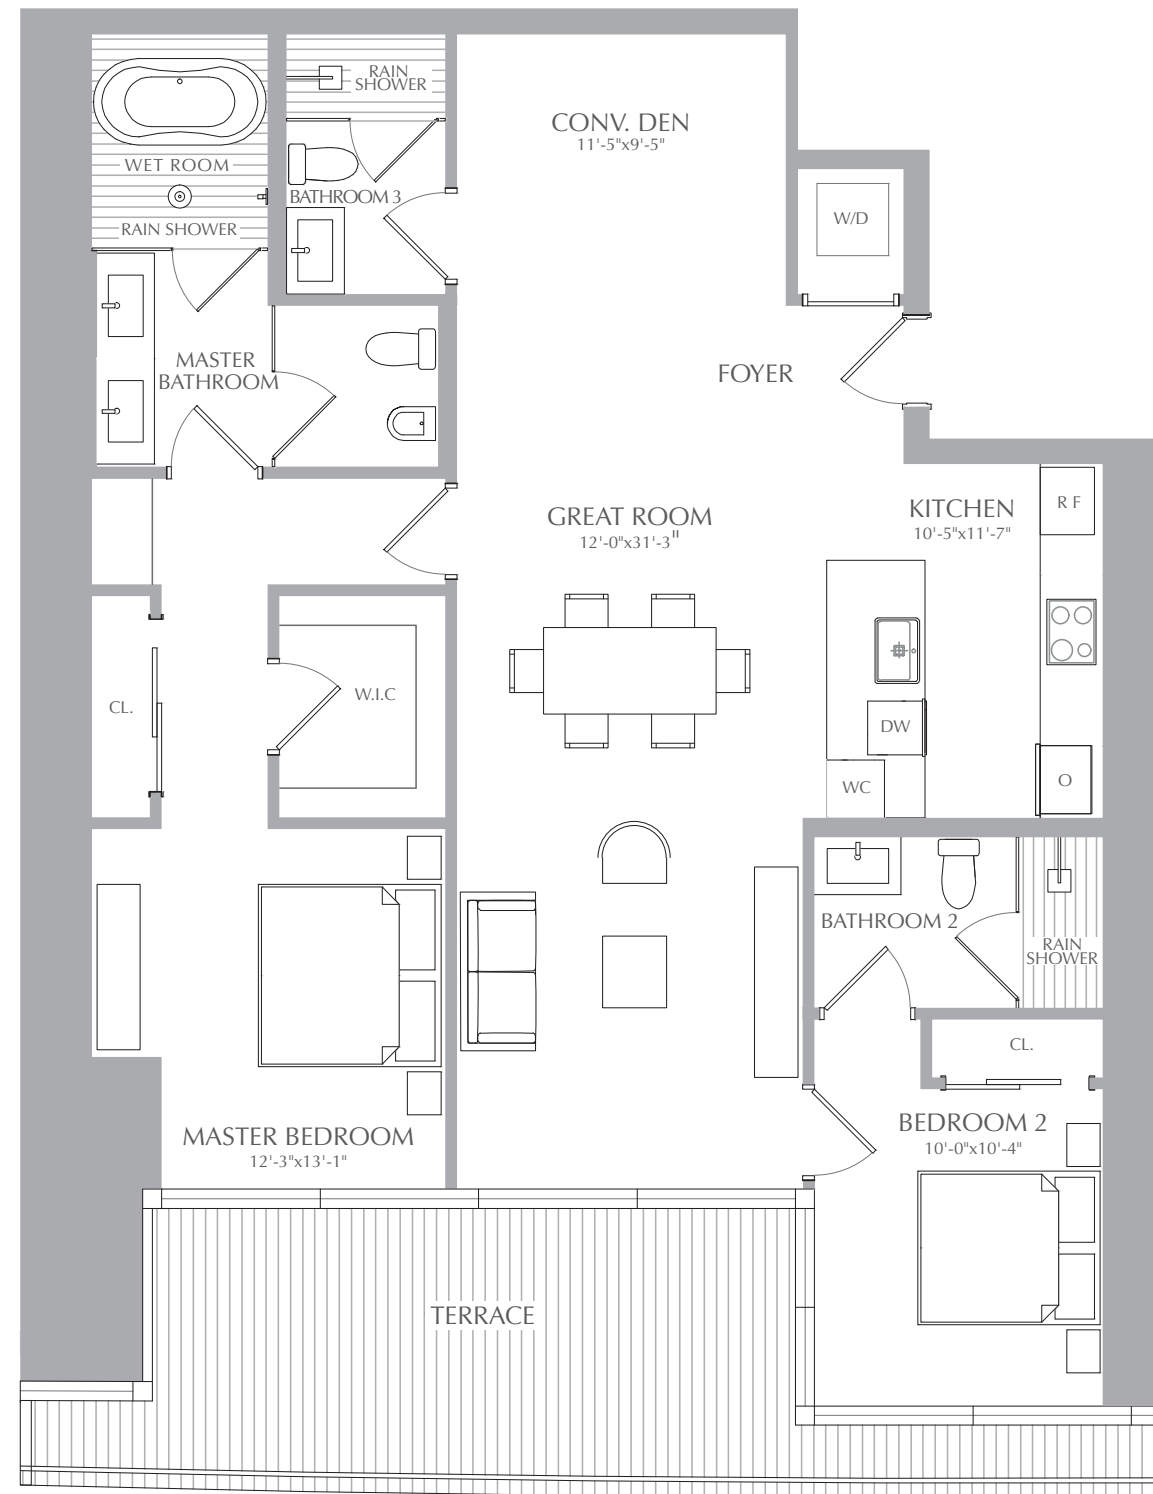 RAIN
SHOWER
CONV. DEN
11'-5"x9'-5"
WET ROOM
BATHROOM 3
RAIN SHOWER
W/D
MASTER
BATHROOM
FOYER
GREAT ROOM
12'-0"x31'-3"
KITCHEN
10'-5"x11'-7"
R F
CL.
W.I.C
DW
WC
O
BATHROOM 2
RAIN
SHOWER
CL.
MASTER BEDROOM
12'-3"x13'-1"
BEDROOM 2
10'-0"x10'-4"
TERRACE